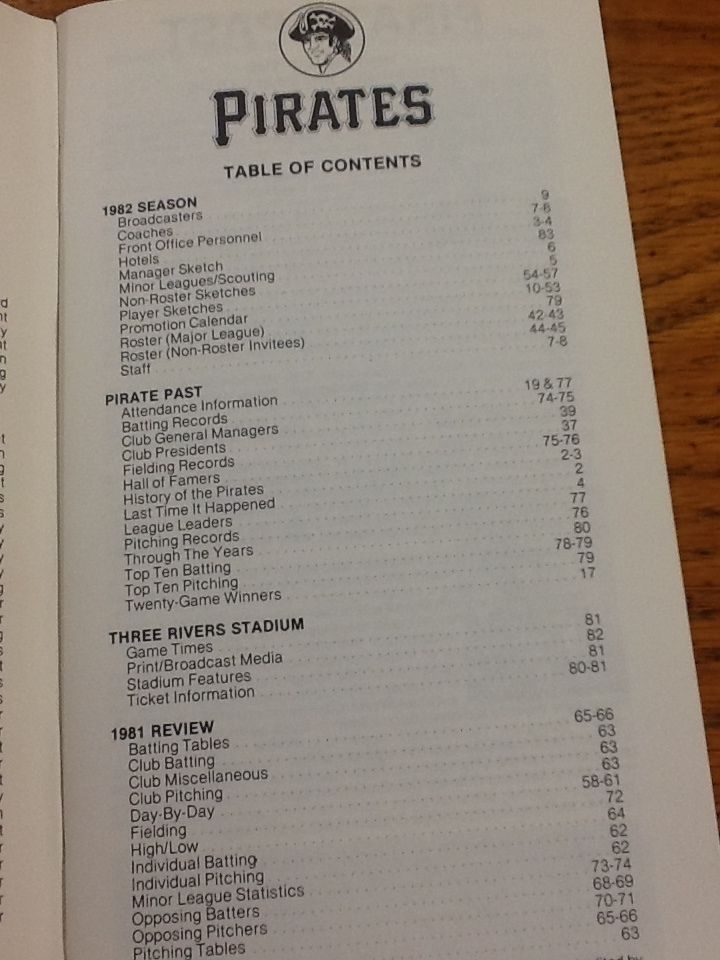 PIRATES
TABLE OF CONTENTS
1982 SEASON
Broadcasters 9
Coaches 7-8
Front Office Personnel 3-4
Hotels 83
Manager Sketch 6
Minor Leagues/Scouting 5
Non-Roster Sketches 54-57
Player Sketches 10-53
Promotion Calendar 79
Roster (Major League) 42-43
Roster (Non-Roster Invitees) 44-45
Staff 7-8
PIRATE PAST
Attendance Information 19 & 77
Batting Records 74-75
Club General Managers 39
Club Presidents 37
Fielding Records 75-76
Hall of Famers 2-3
History of the Pirates 2
Last Time It Happened 4
League Leaders 77
Pitching Records 76
Through The Years 80
Top Ten Batting 78-79
Top Ten Pitching 79
Twenty-Game Winners 17
THREE RIVERS STADIUM
Game Times 81
Print/Broadcast Media 82
Stadium Features 81
Ticket Information 80-81
1981 REVIEW
Batting Tables 65-66
Club Batting 63
Club Miscellaneous 63
Club Pitching 63
Day-By-Day 58-61
Fielding 72
High/Low 64
Individual Batting 62
Individual Pitching 62
Minor League Statistics 73-74
Opposing Batters 68-69
Opposing Pitchers 70-71
Pitching Tables 65-66
63